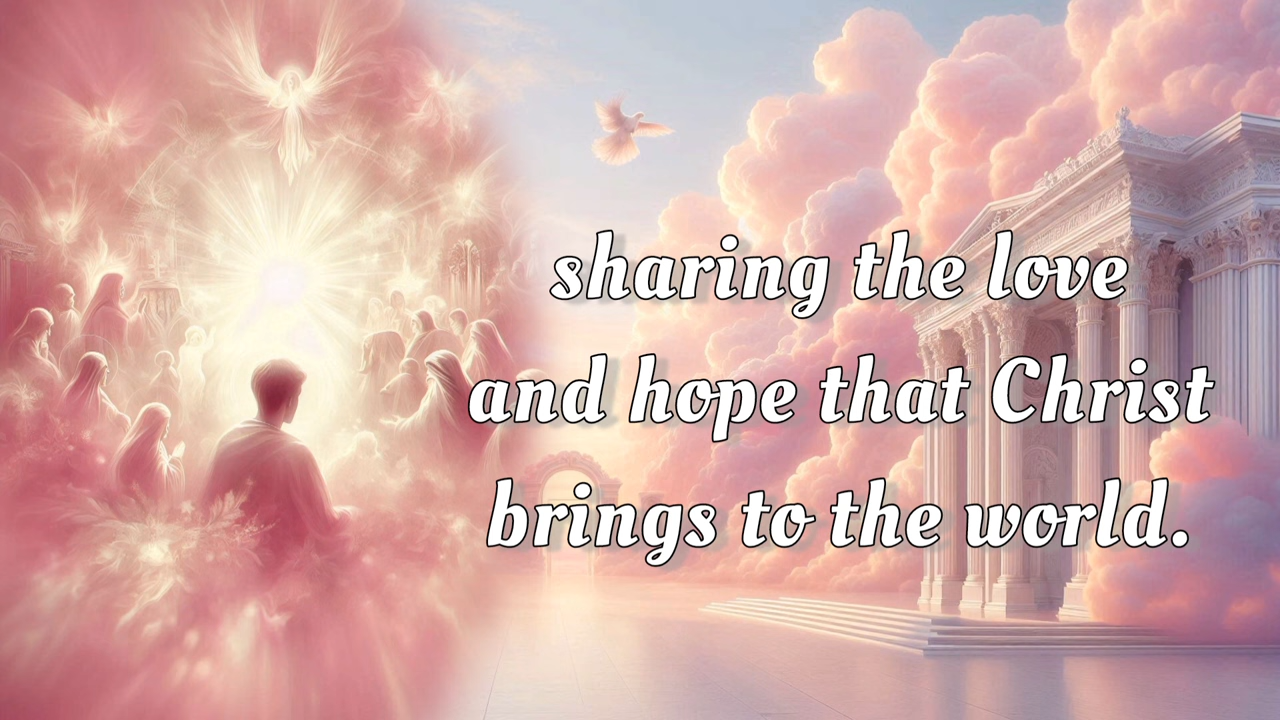 sharing the love
and hope that Christ
brings to the world.